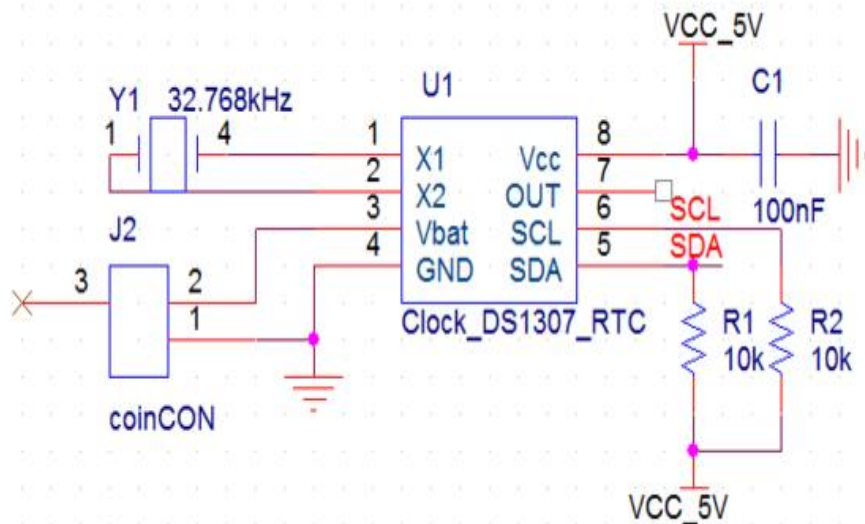 VCC_5V
Y1 32.768kHz
U1
C1
1 4
1
8
2
X1
Vcc
7
X2
OUT
100nF
J2
3
6
SCL
Vbat
SCL
4
5
SDA
GND
SDA
3
2
1
Clock_DS1307_RTC
R1
R2
10k
10k
coinCON
VCC_5V